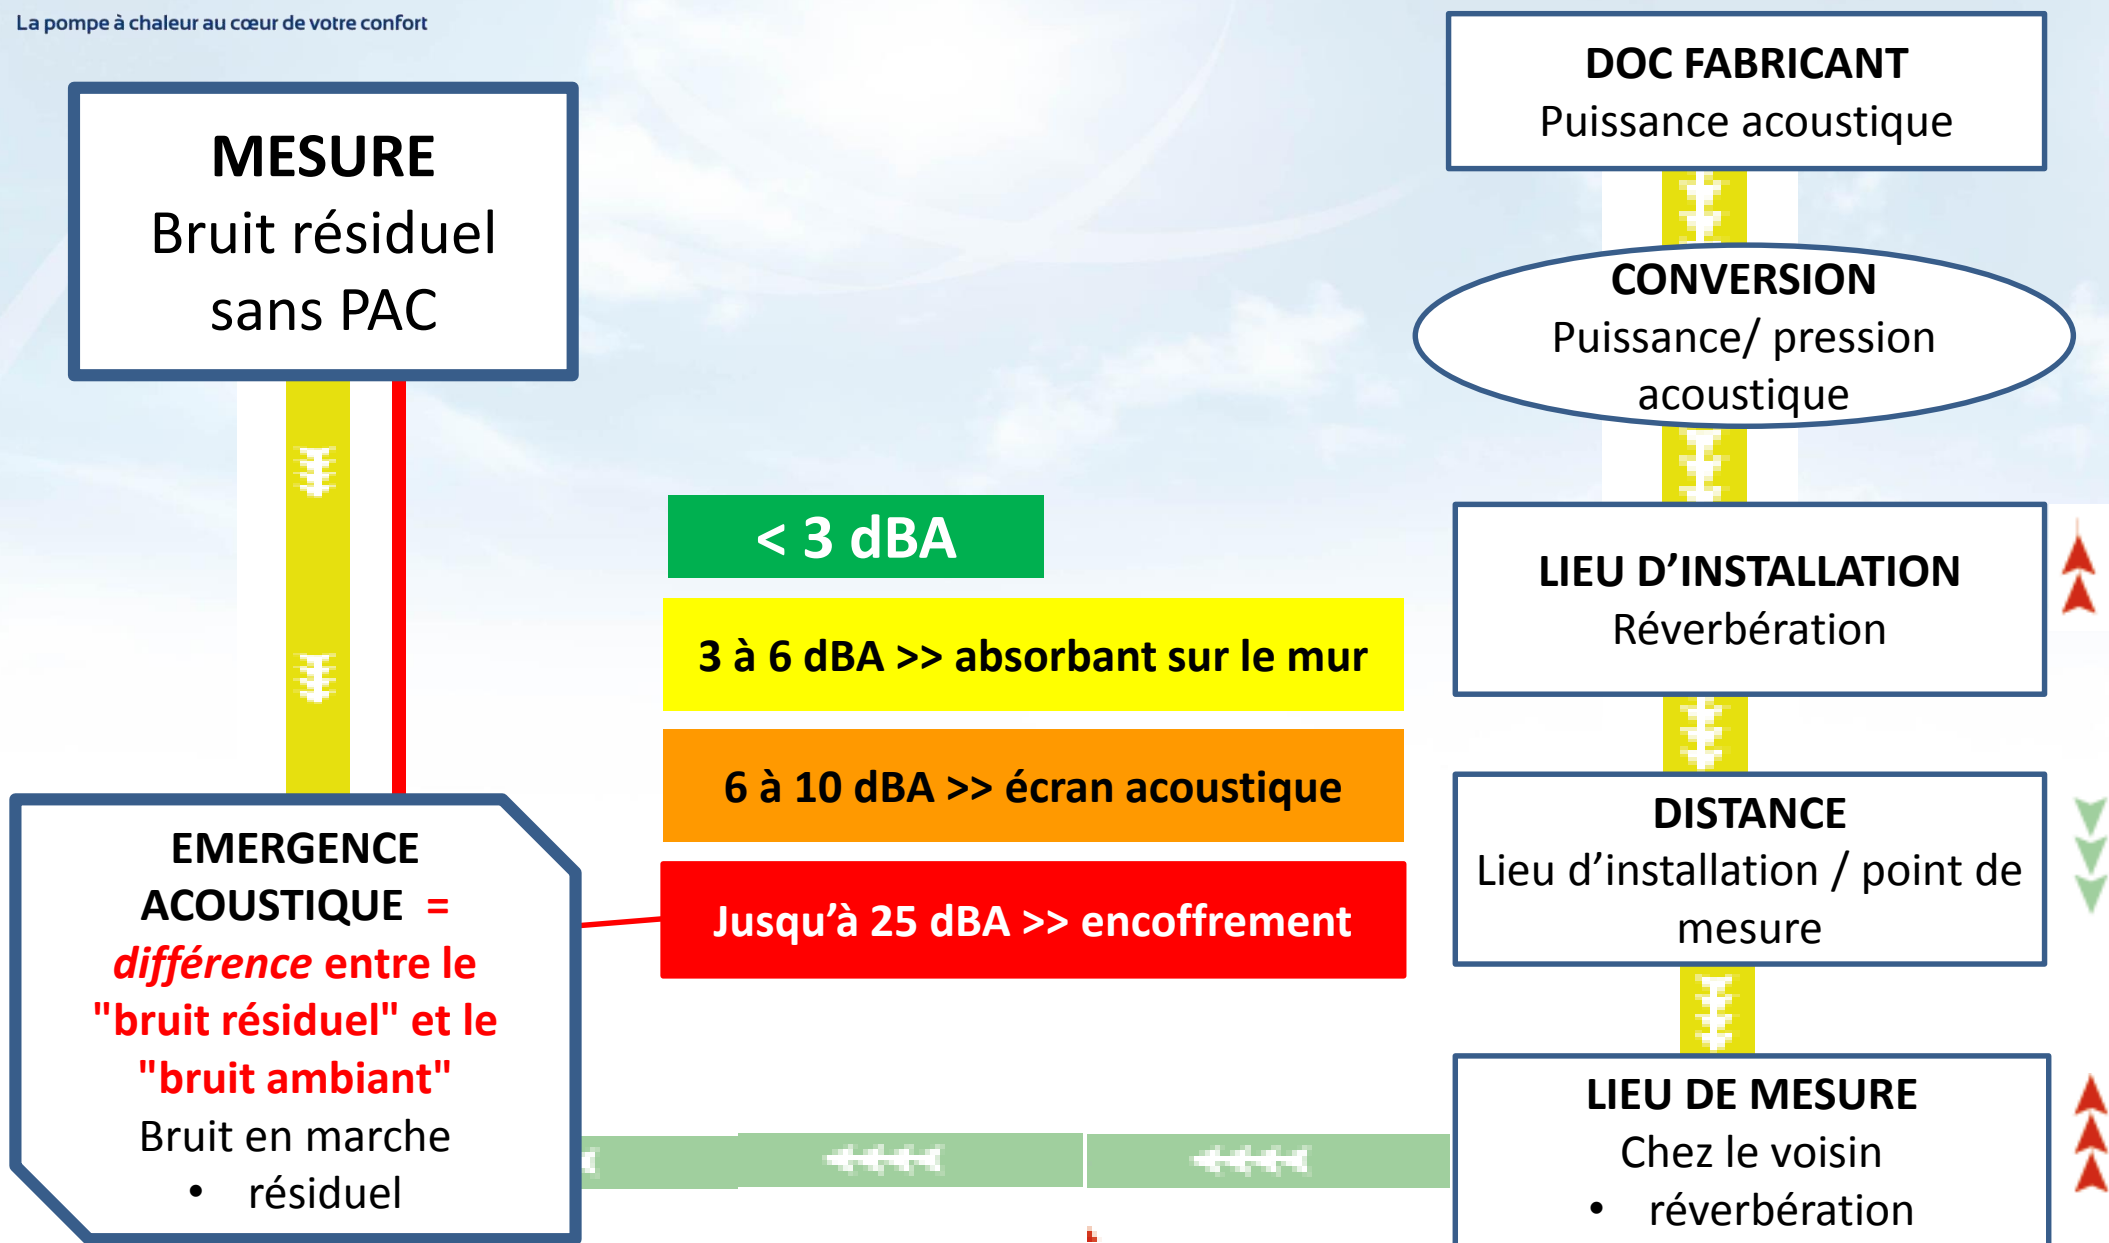 La pompe à chaleur au cœur de votre confort
MESURE
Bruit résiduel
sans PAC
EMERGENCE
ACOUSTIQUE =
différence entre le
"bruit résiduel" et le
"bruit ambiant"
Bruit en marche
• résiduel
< 3 dBA
3 à 6 dBA >> absorbant sur le mur
6 à 10 dBA >> écran acoustique
Jusqu’à 25 dBA >> encoffrement
DOC FABRICANT
Puissance acoustique
CONVERSION
Puissance/ pression
acoustique
LIEU D’INSTALLATION
Réverbération
DISTANCE
Lieu d’installation / point de
mesure
LIEU DE MESURE
Chez le voisin
• réverbération